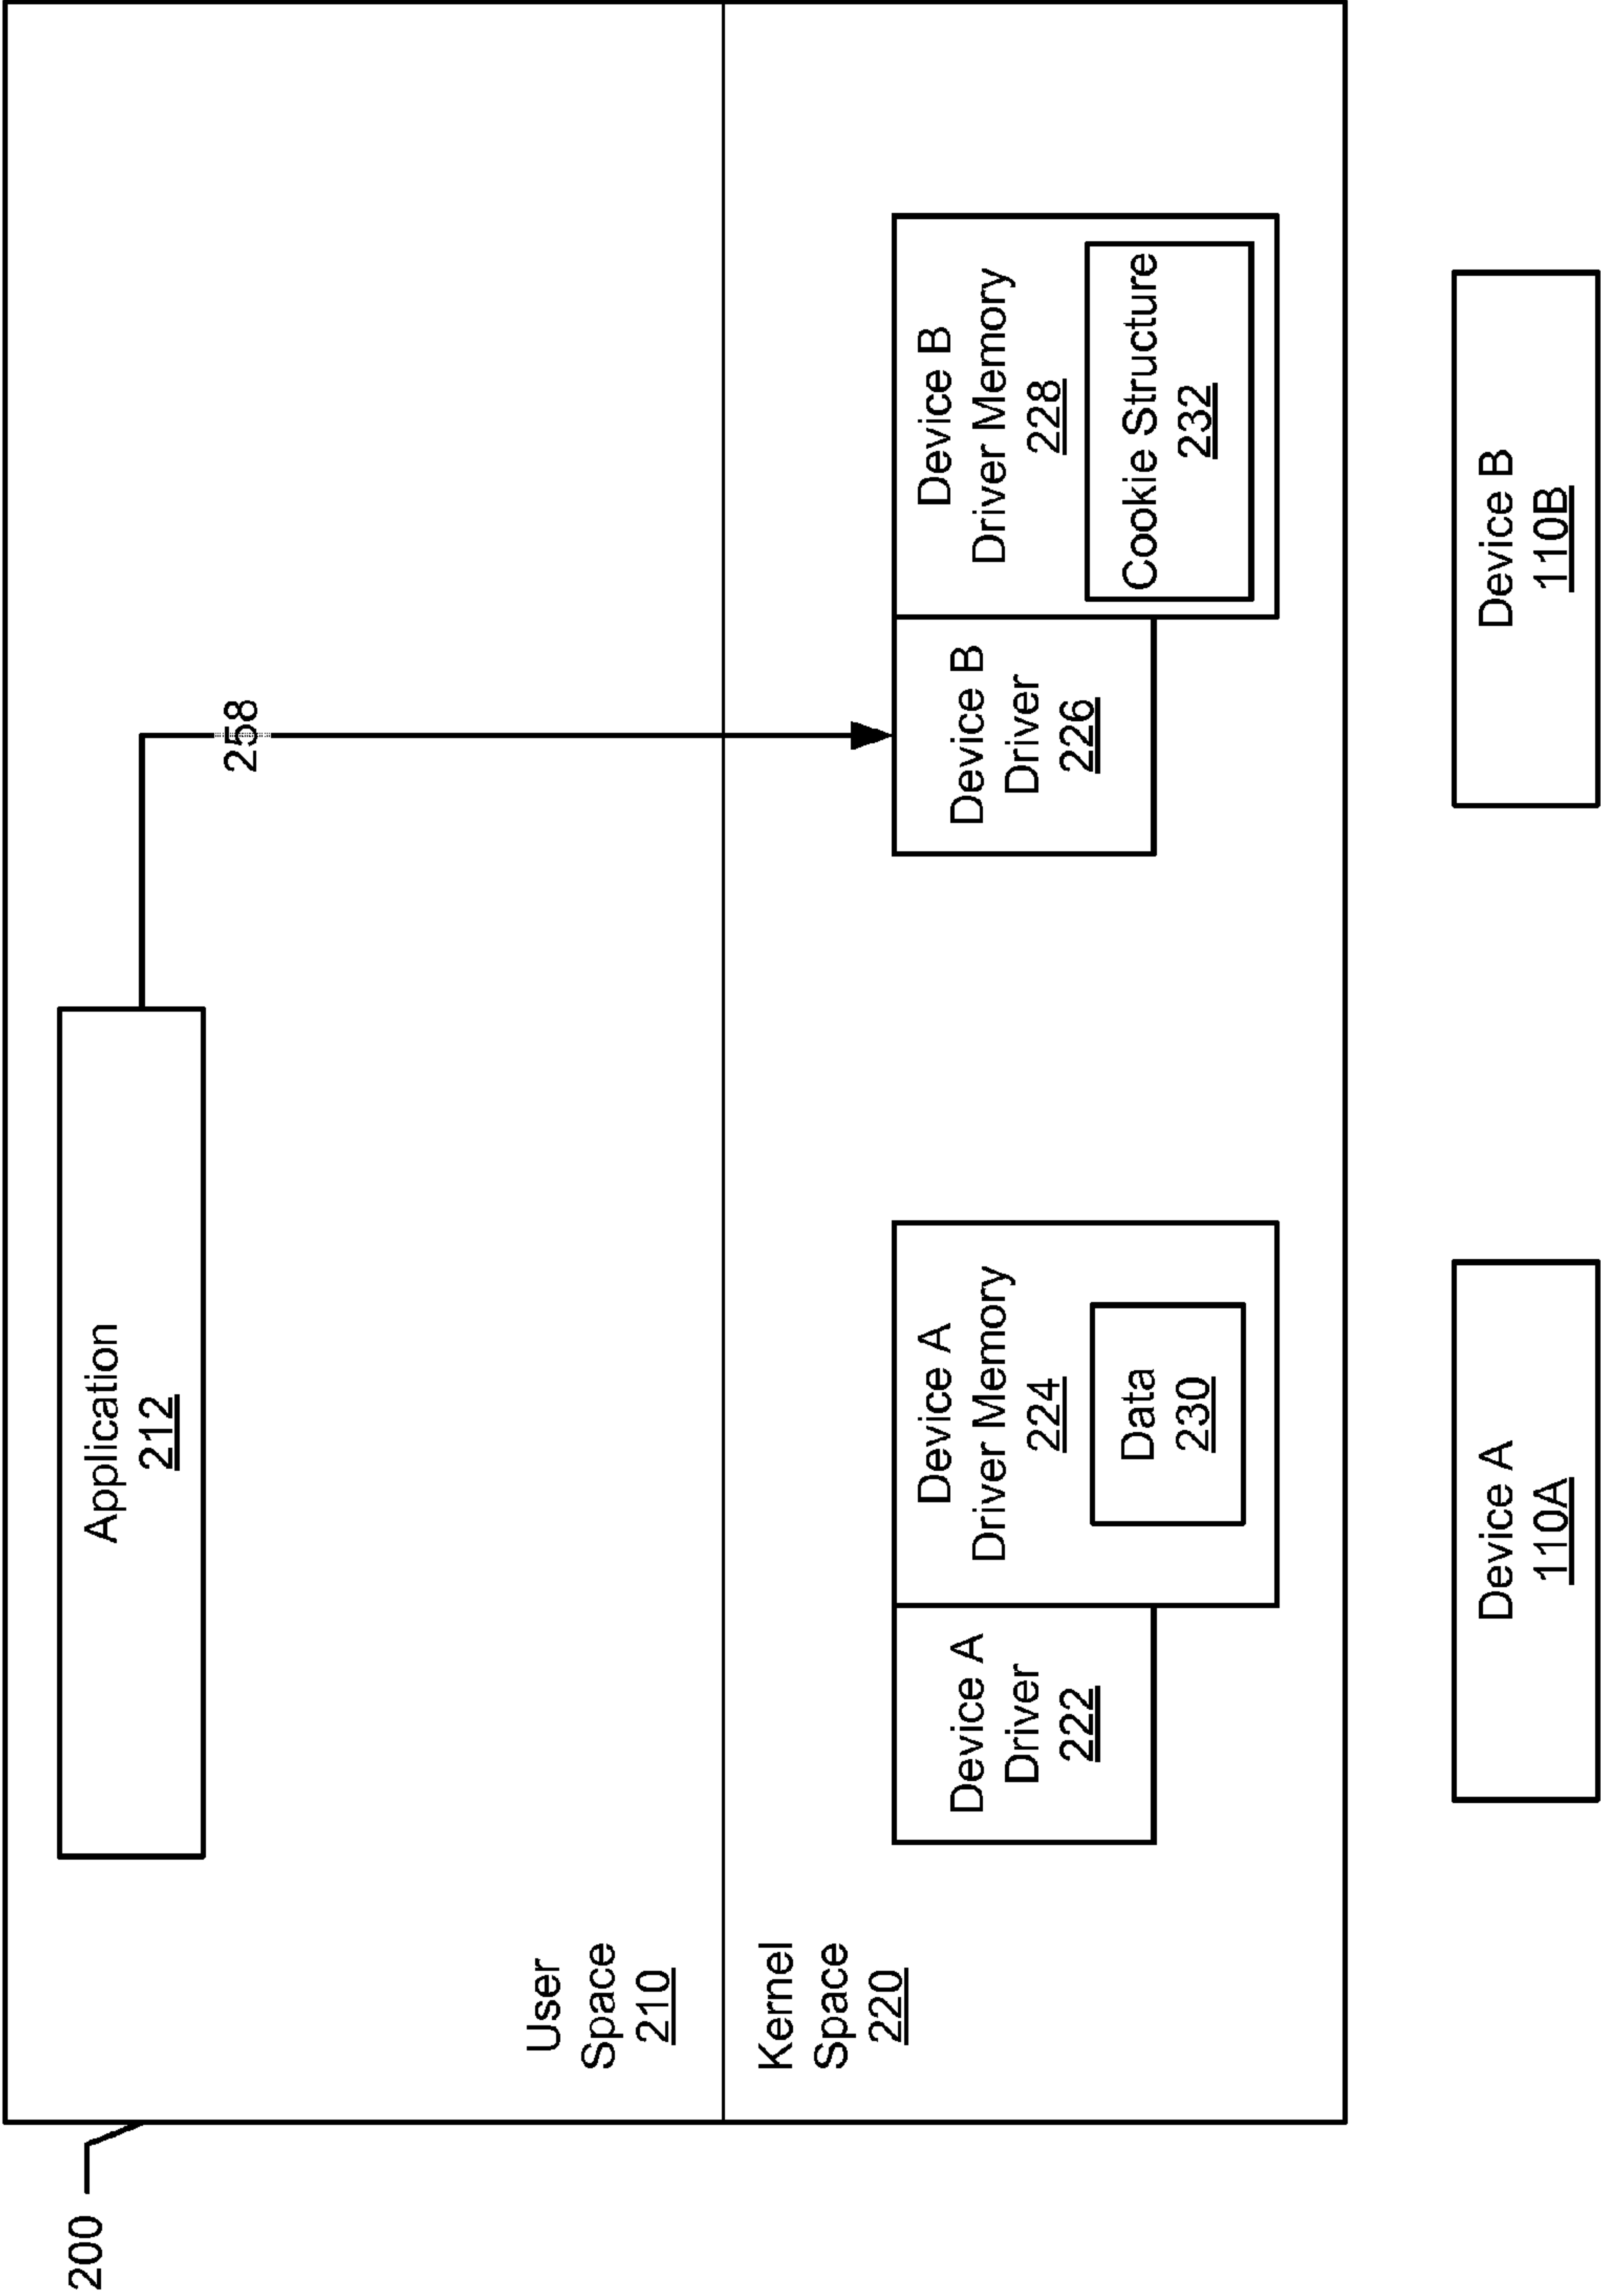 200
Application
212
258
User
Space
210
Kernel
Space
220
Device A
Driver
222
Device A
Driver Memory
224
Data
230
Device B
Driver
226
Device B
Driver Memory
228
Cookie Structure
232
Device A
110A
Device B
110B